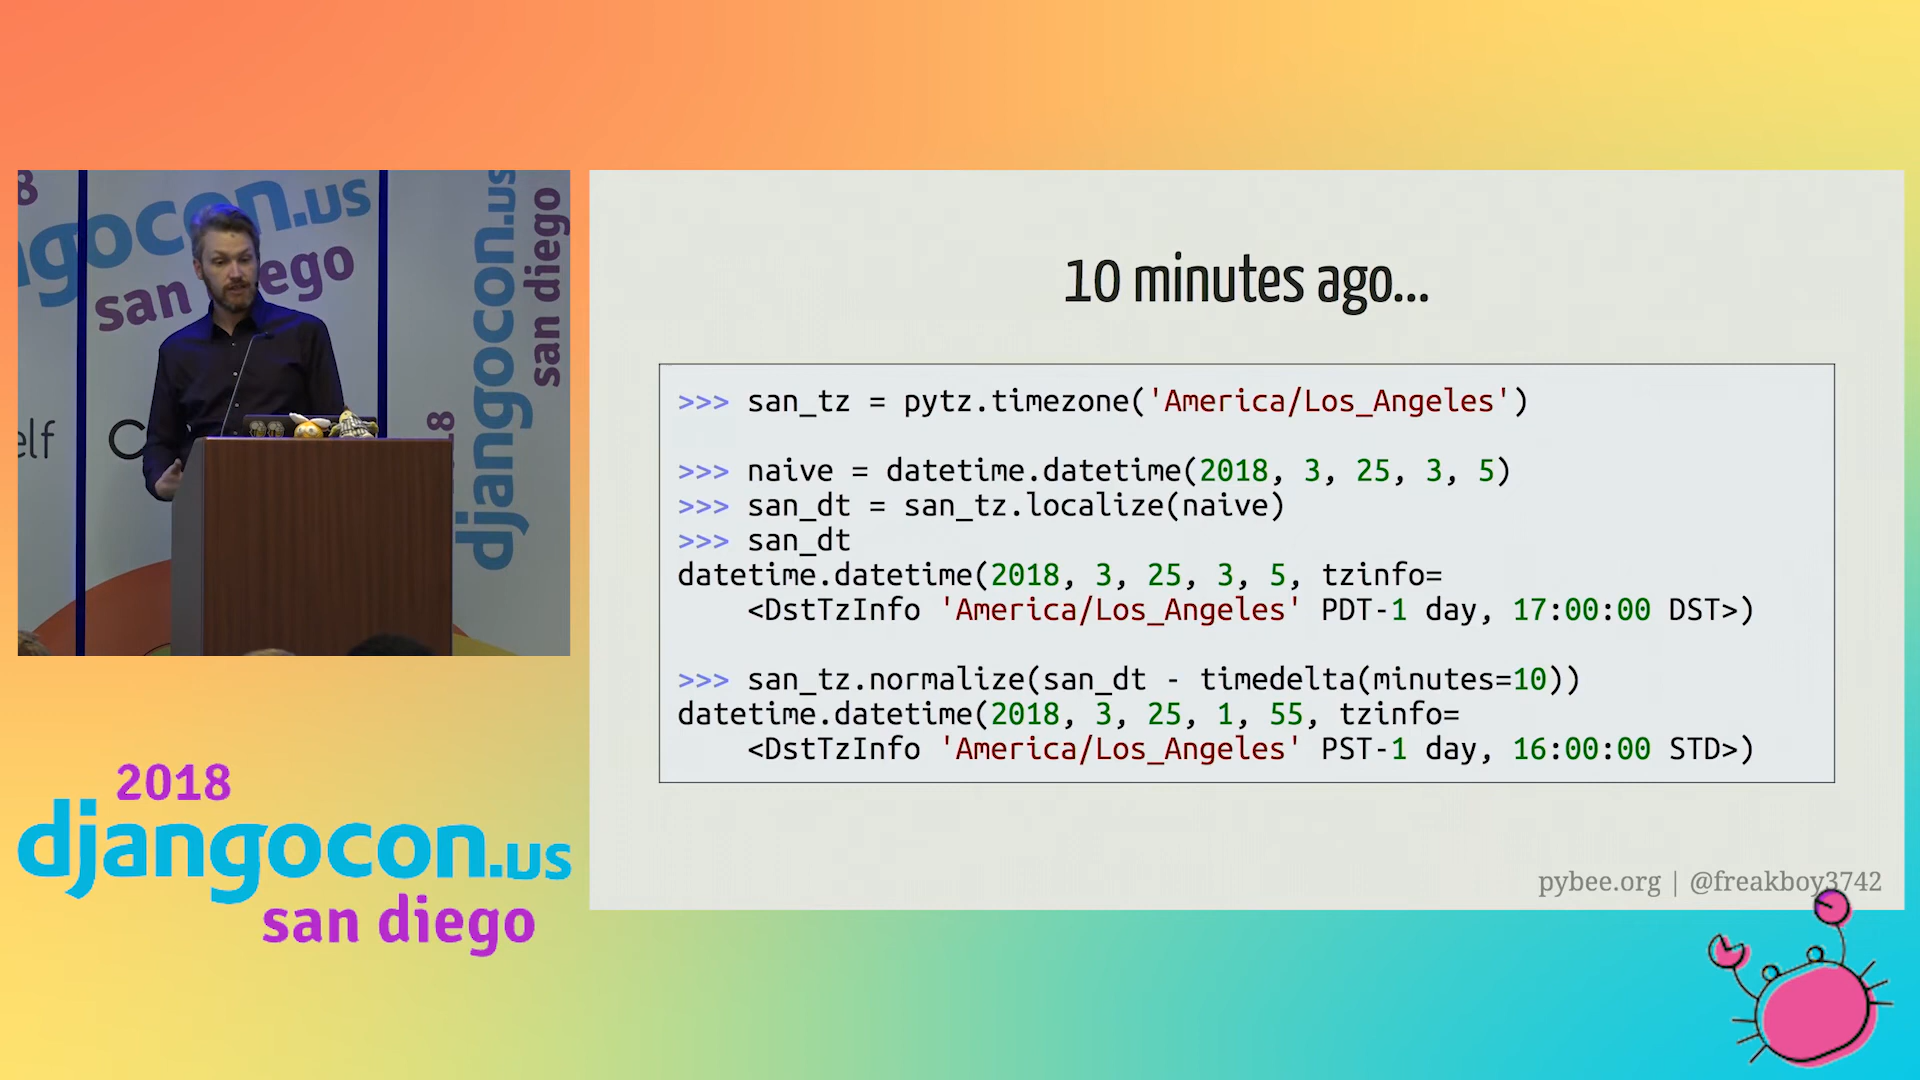 8
djangocon.us
san diego
elf
18
djangocon.us
san diego
10 minutes ago...
>>> san_tz = pytz.timezone('America/Los_Angeles')
>>> naive = datetime.datetime(2018, 3, 25, 3, 5)
>>> san_dt = san_tz.localize(naive)
>>> san_dt
datetime.datetime(2018, 3, 25, 3, 5, tzinfo=
<DstTzInfo 'America/Los_Angeles' PDT-1 day, 17:00:00 DST>)
>>> san_tz.normalize(san_dt - timedelta(minutes=10))
datetime.datetime(2018, 3, 25, 1, 55, tzinfo=
<DstTzInfo 'America/Los_Angeles' PST-1 day, 16:00:00 STD>)
pybee.org | @freakboy3742
2018
djangocon.us
san diego